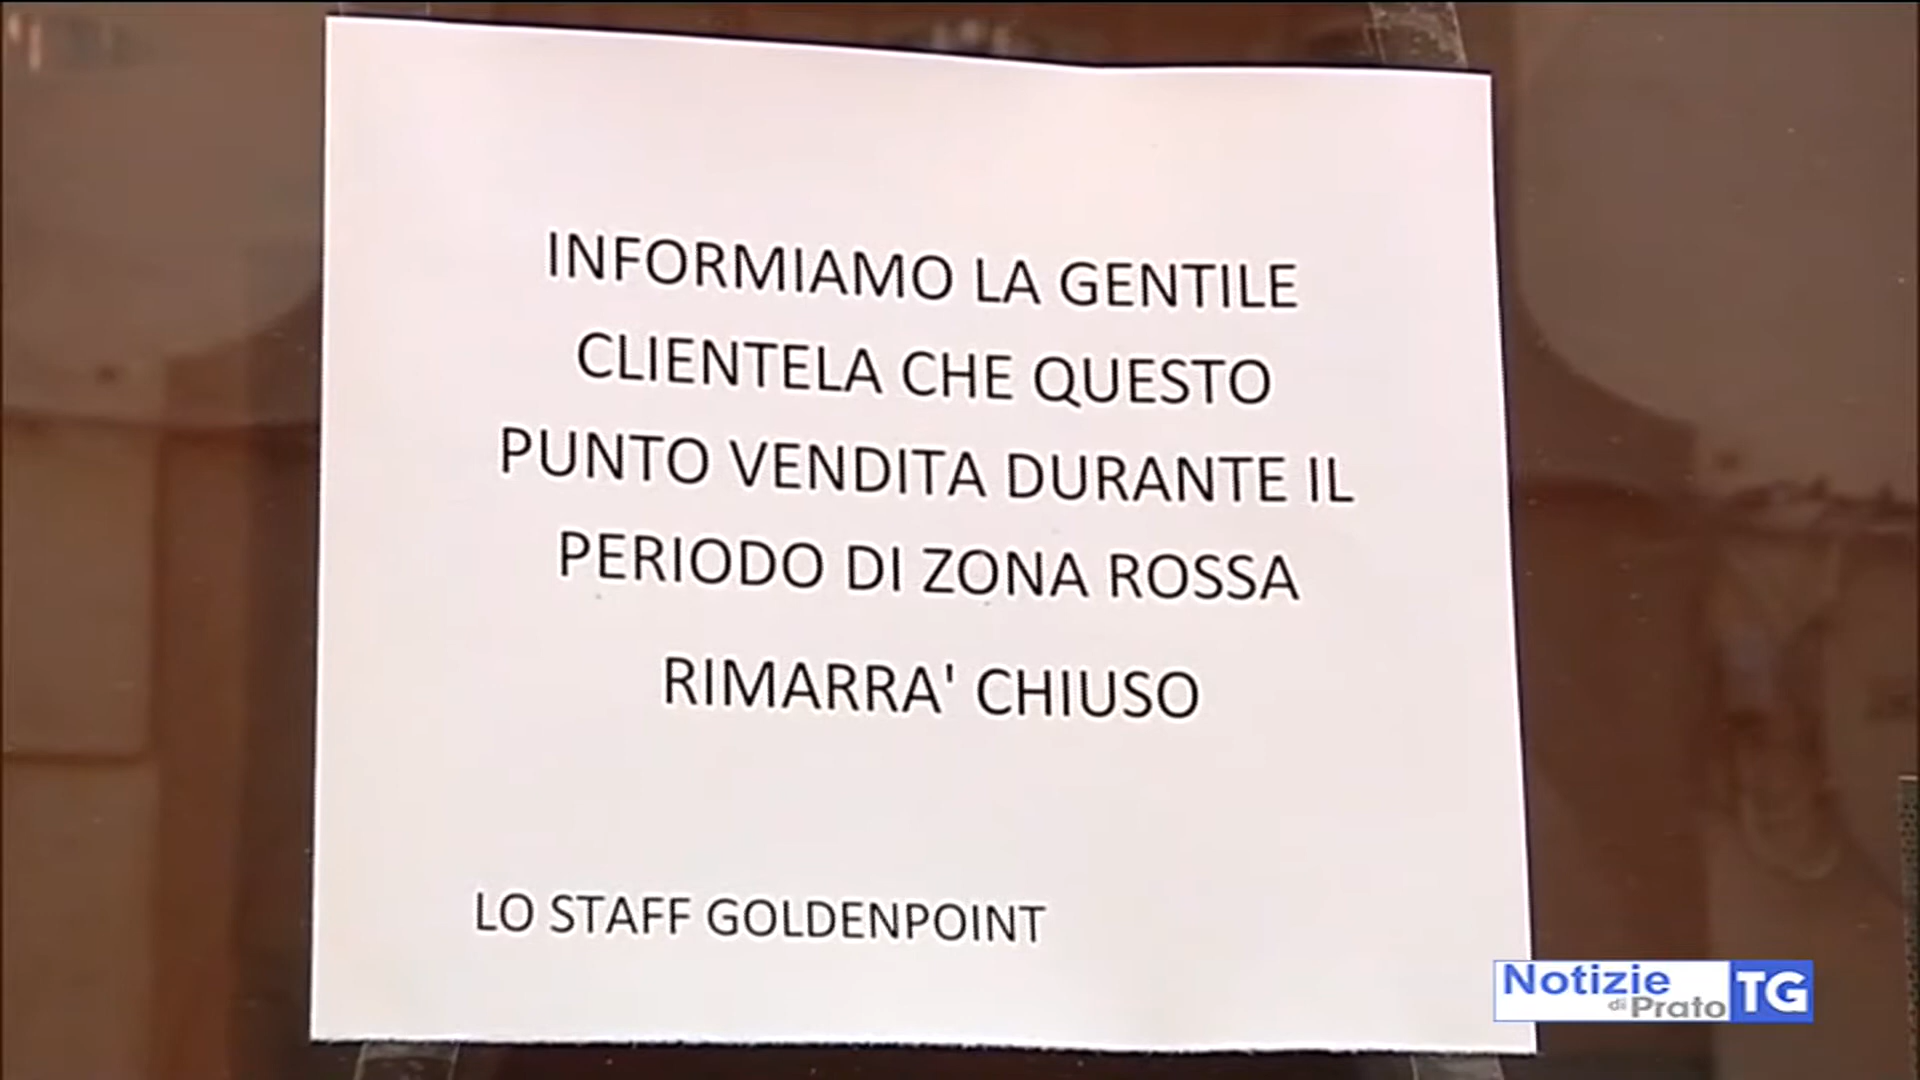 INFORMIAMO LA GENTILE
CLIENTELA CHE QUESTO
PUNTO VENDITA DURANTE IL
PERIODO DI ZONA ROSSA
RIMARRA' CHIUSO
LO STAFF GOLDENPOINT
Notizie
di Prato TG